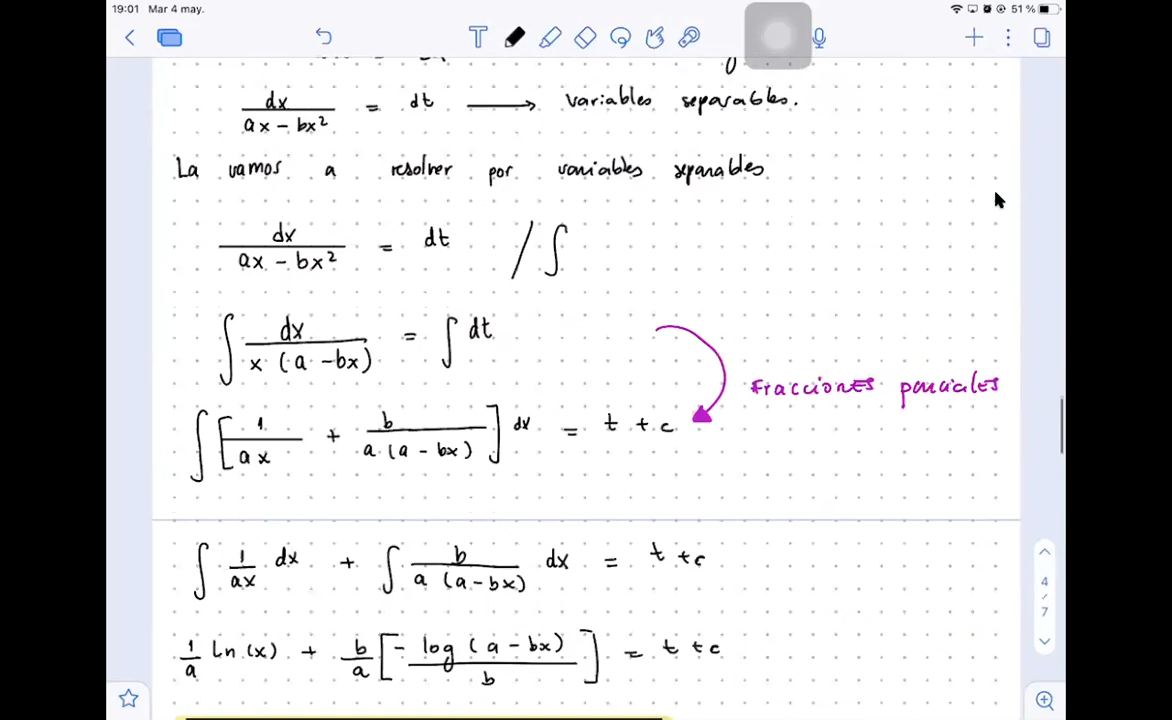 19:01 Mar 4 may. 51 %
dx / (ax - bx²) = dt ⟶ variables separables.
La vamos a resolver por variables separables
dx / (ax - bx²) = dt / ∫
∫ dx / (x (a - bx)) = ∫ dt
Fracciones parciales
∫ [ 1 / (ax) + b / (a (a - bx)) ] dx = t + c
∫ 1 / (ax) dx + ∫ b / (a (a - bx)) dx = t + c
1/a Ln (x) + b/a [ - log (a - bx) / b ] = t + c
4
/
7